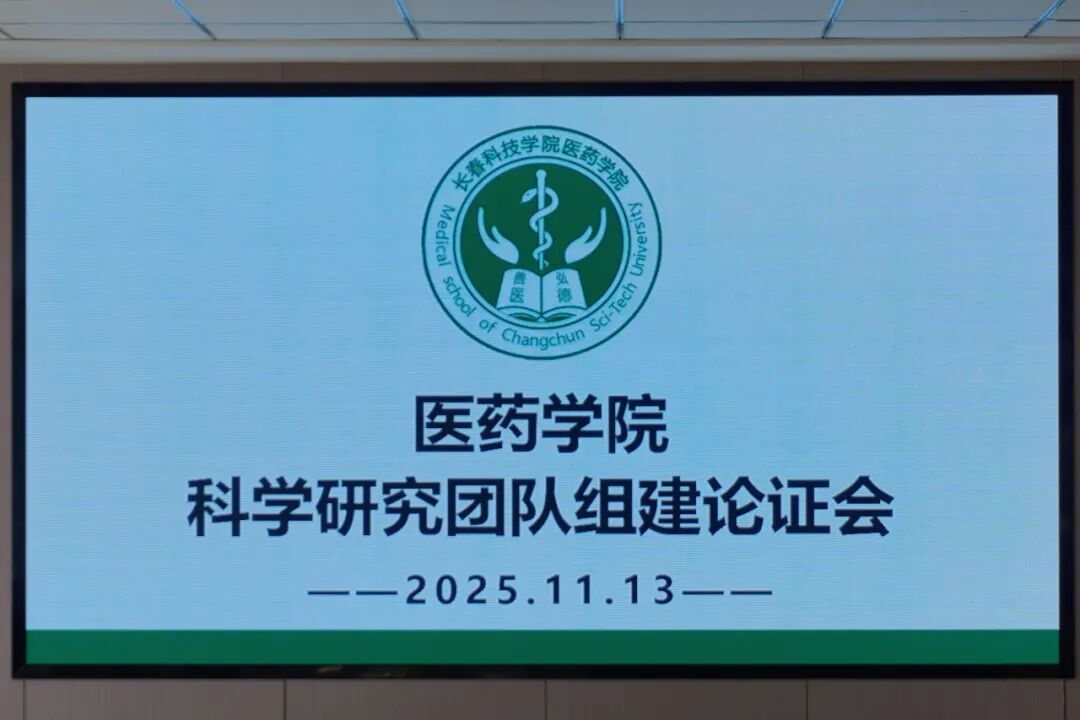 长春科技学院医药学院
Medical school of Changchun Sci-Tech University
善 弘
医 德
医药学院
科学研究团队组建论证会
——2025.11.13——